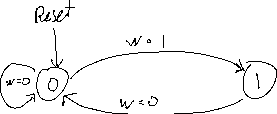 Reset
w = 1
w=0
0
1
w = 0